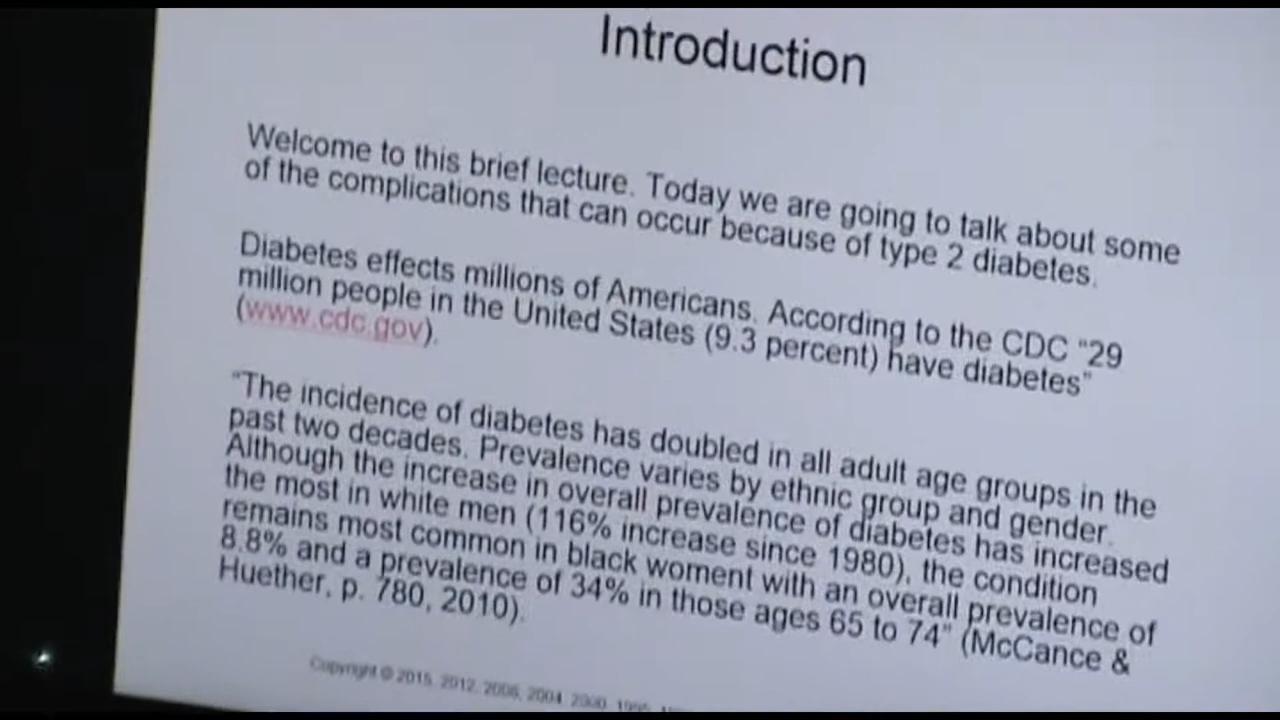 Introduction
Welcome to this brief lecture. Today we are going to talk about some
of the complications that can occur because of type 2 diabetes.
Diabetes effects millions of Americans. According to the CDC "29
million people in the United States (9.3 percent) have diabetes"
(www.cdc.gov).
"The incidence of diabetes has doubled in all adult age groups in the
past two decades. Prevalence varies by ethnic group and gender.
Although the increase in overall prevalence of diabetes has increased
the most in white men (116% increase since 1980), the condition
remains most common in black woment with an overall prevalence of
8.8% and a prevalence of 34% in those ages 65 to 74" (McCance &
Huether, p. 780, 2010).
Copyright © 2015, 2012, 2008, 2004, 2000, 1995,